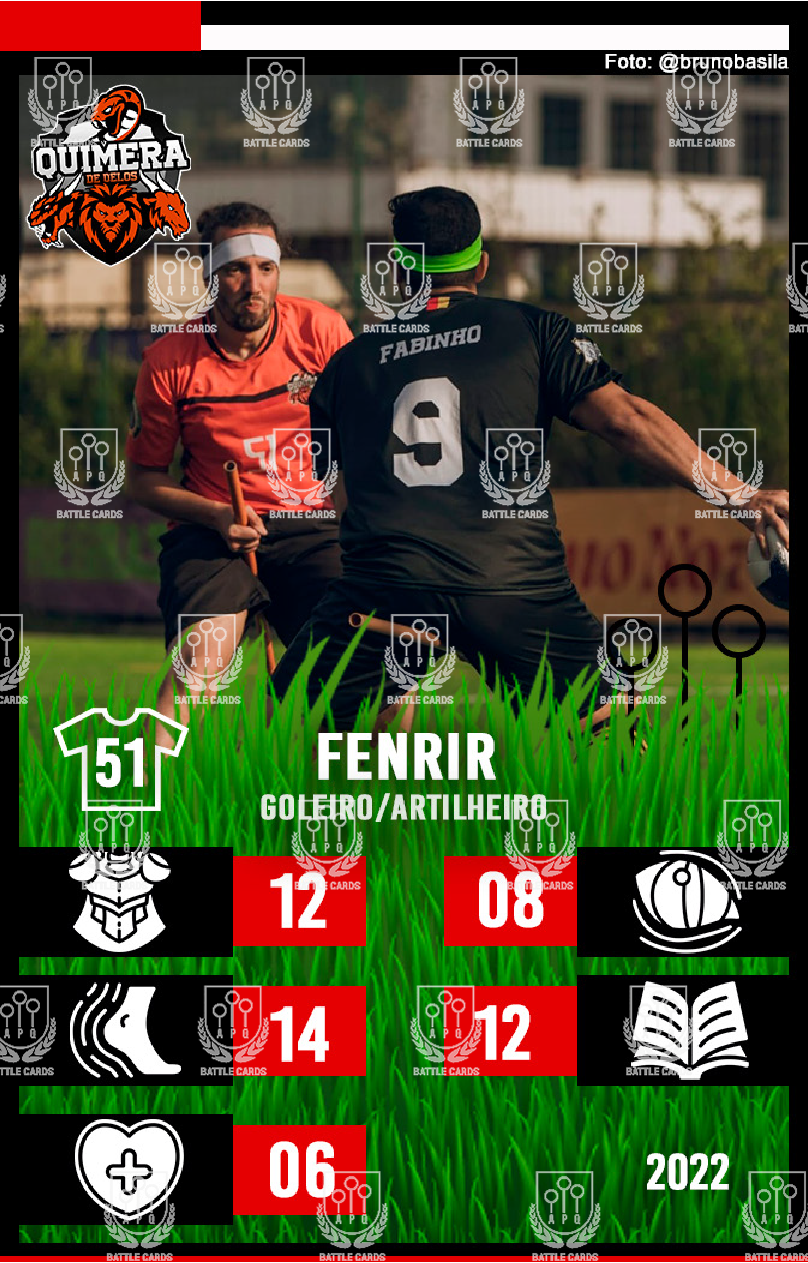 Foto: @brunobasila
QUIMERA
DE DELOS
FABINHO
9
51
51
FENRIR
GOLEIRO/ARTILHEIRO
12
08
14
12
06
2022
APQ
BATTLE CARDS